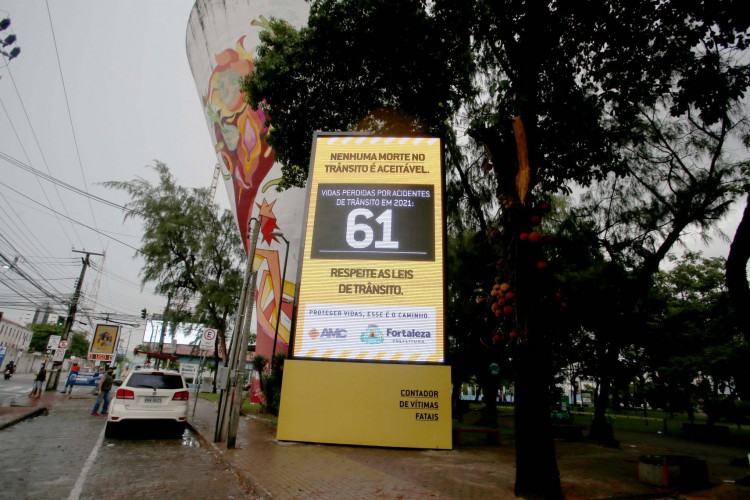 NENHUMA MORTE NO
TRÂNSITO É ACEITÁVEL.
VIDAS PERDIDAS POR ACIDENTES
DE TRÂNSITO EM 2021:
61
RESPEITE AS LEIS
DE TRÂNSITO.
PROTEGER VIDAS, ESSE É O CAMINHO.
AMC
Fortaleza
PREFEITURA
CONTADOR
DE VÍTIMAS
FATAIS
E